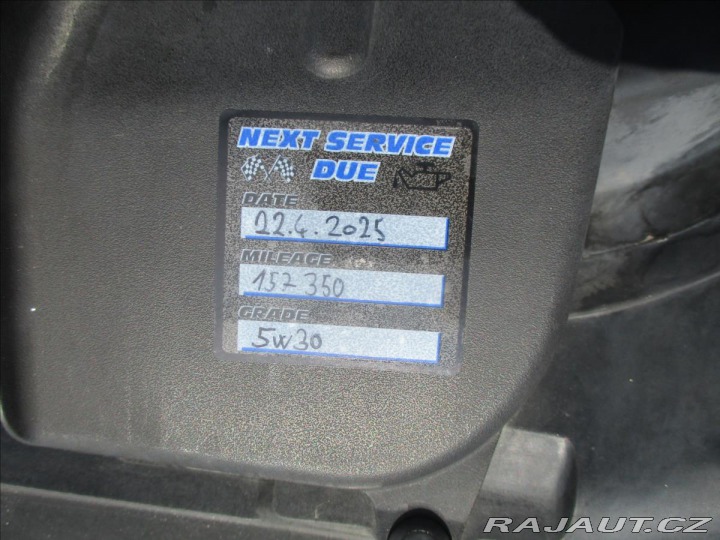 NEXT SERVICE
DUE
DATE
22.4.2025
MILEAGE
157 350
GRADE
5w30
RAJAUT.CZ